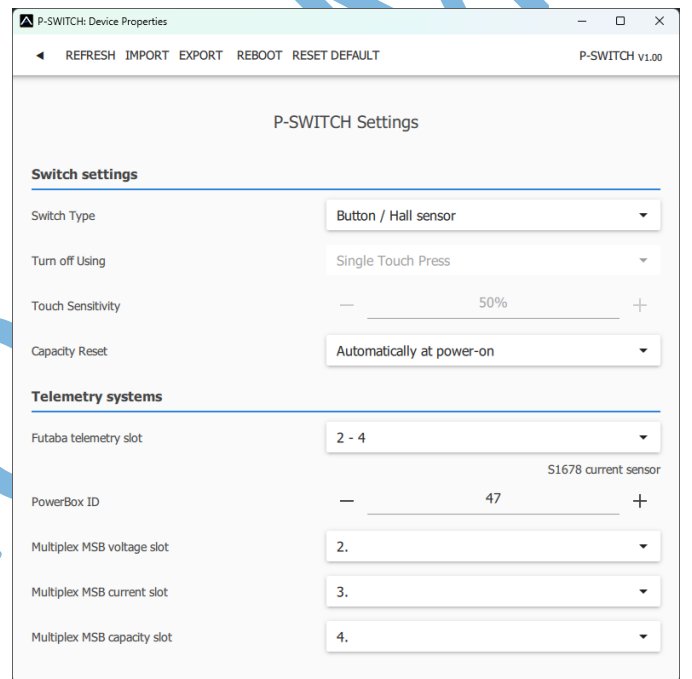 P-SWITCH: Device Properties
REFRESH IMPORT EXPORT REBOOT RESET DEFAULT P-SWITCH V1.00
P-SWITCH Settings
Switch settings
Switch Type Button / Hall sensor
Turn off Using Single Touch Press
Touch Sensitivity — 50% +
Capacity Reset Automatically at power-on
Telemetry systems
Futaba telemetry slot 2 - 4
S1678 current sensor
PowerBox ID — 47 +
Multiplex MSB voltage slot 2.
Multiplex MSB current slot 3.
Multiplex MSB capacity slot 4.